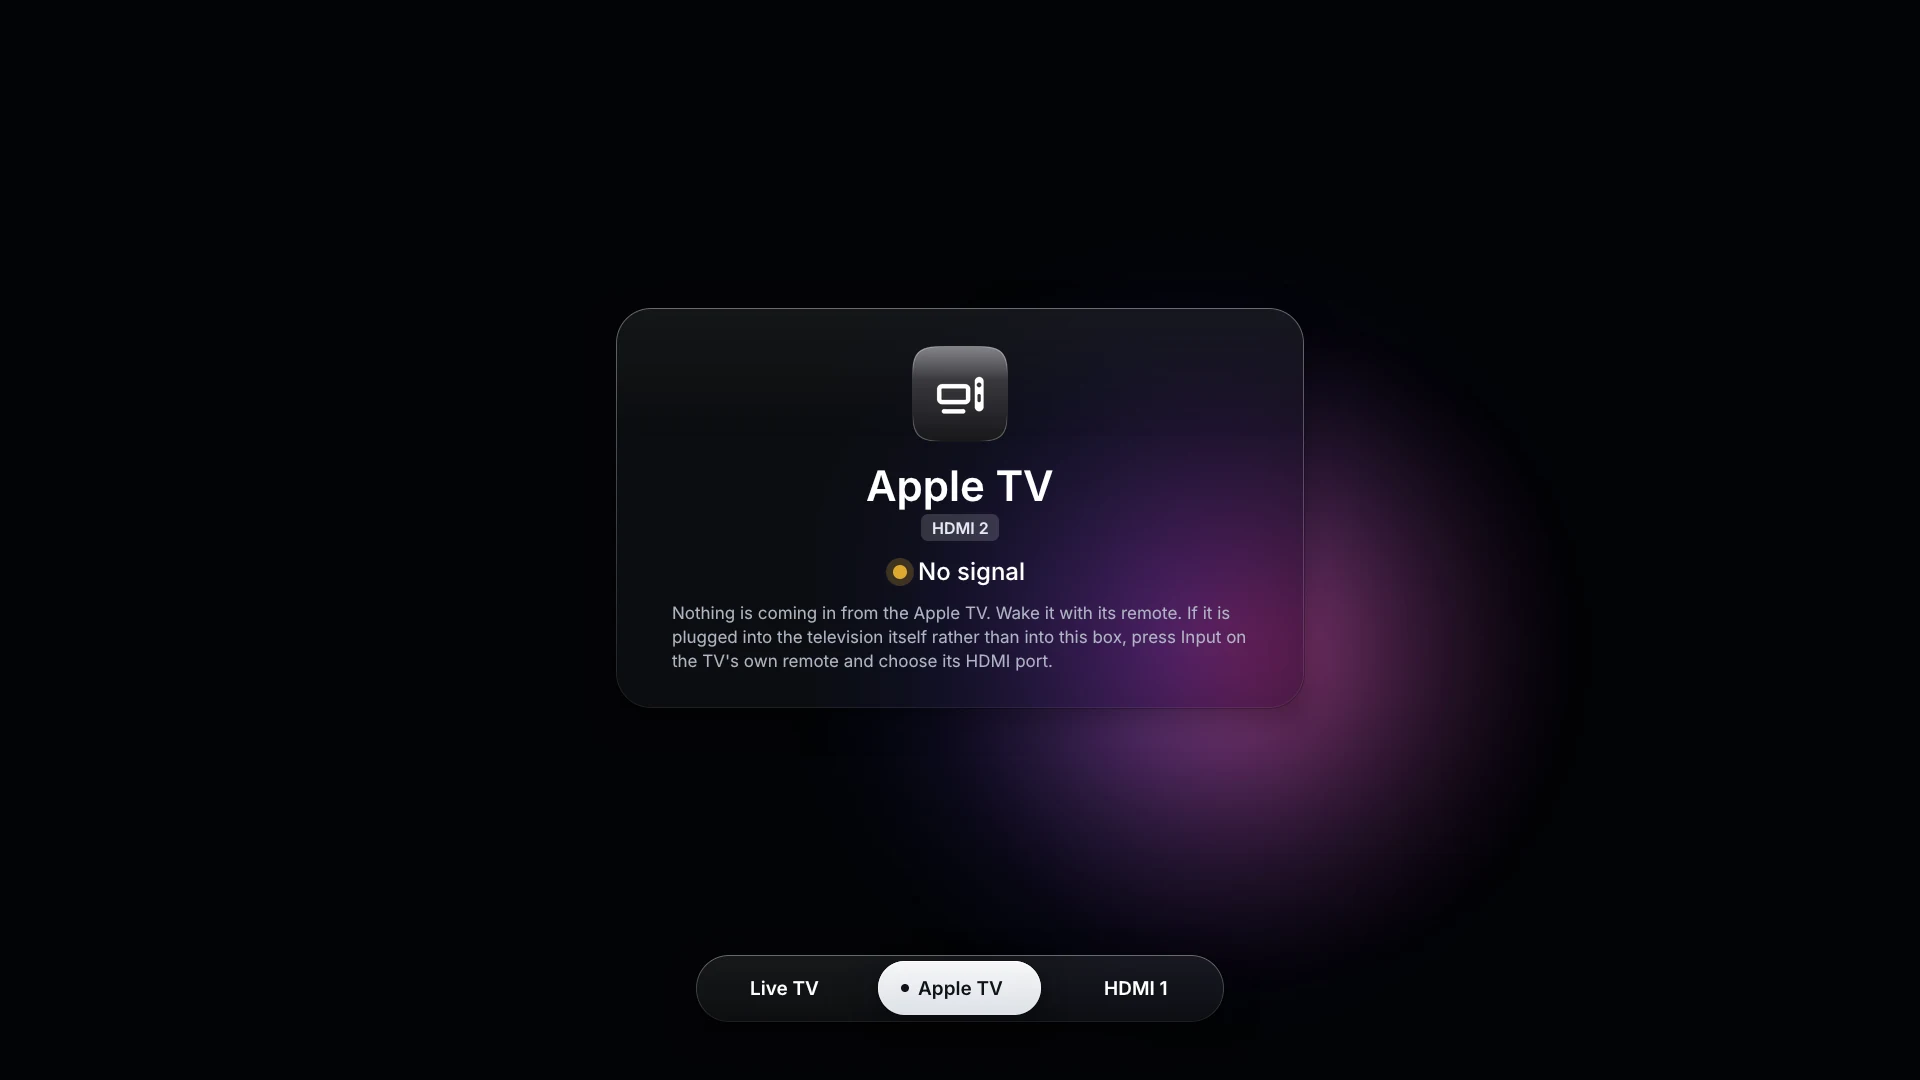 Apple TV
HDMI 2
No signal
Nothing is coming in from the Apple TV. Wake it with its remote. If it is
plugged into the television itself rather than into this box, press Input on
the TV's own remote and choose its HDMI port.
Live TV
Apple TV
HDMI 1